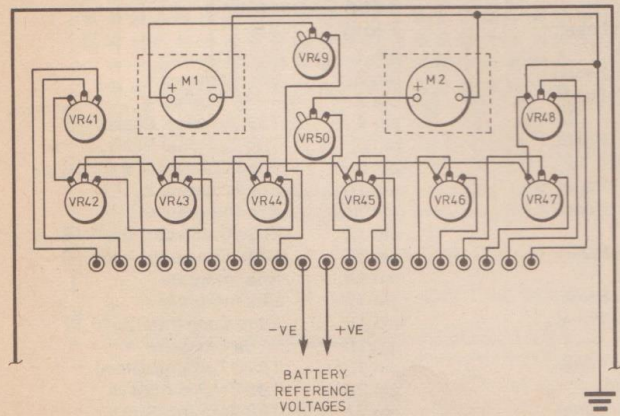 VR49
M1
+ −
M2
+ −
VR41
VR50
VR48
VR42
VR43
VR44
VR45
VR46
VR47
-VE
+VE
BATTERY
REFERENCE
VOLTAGES